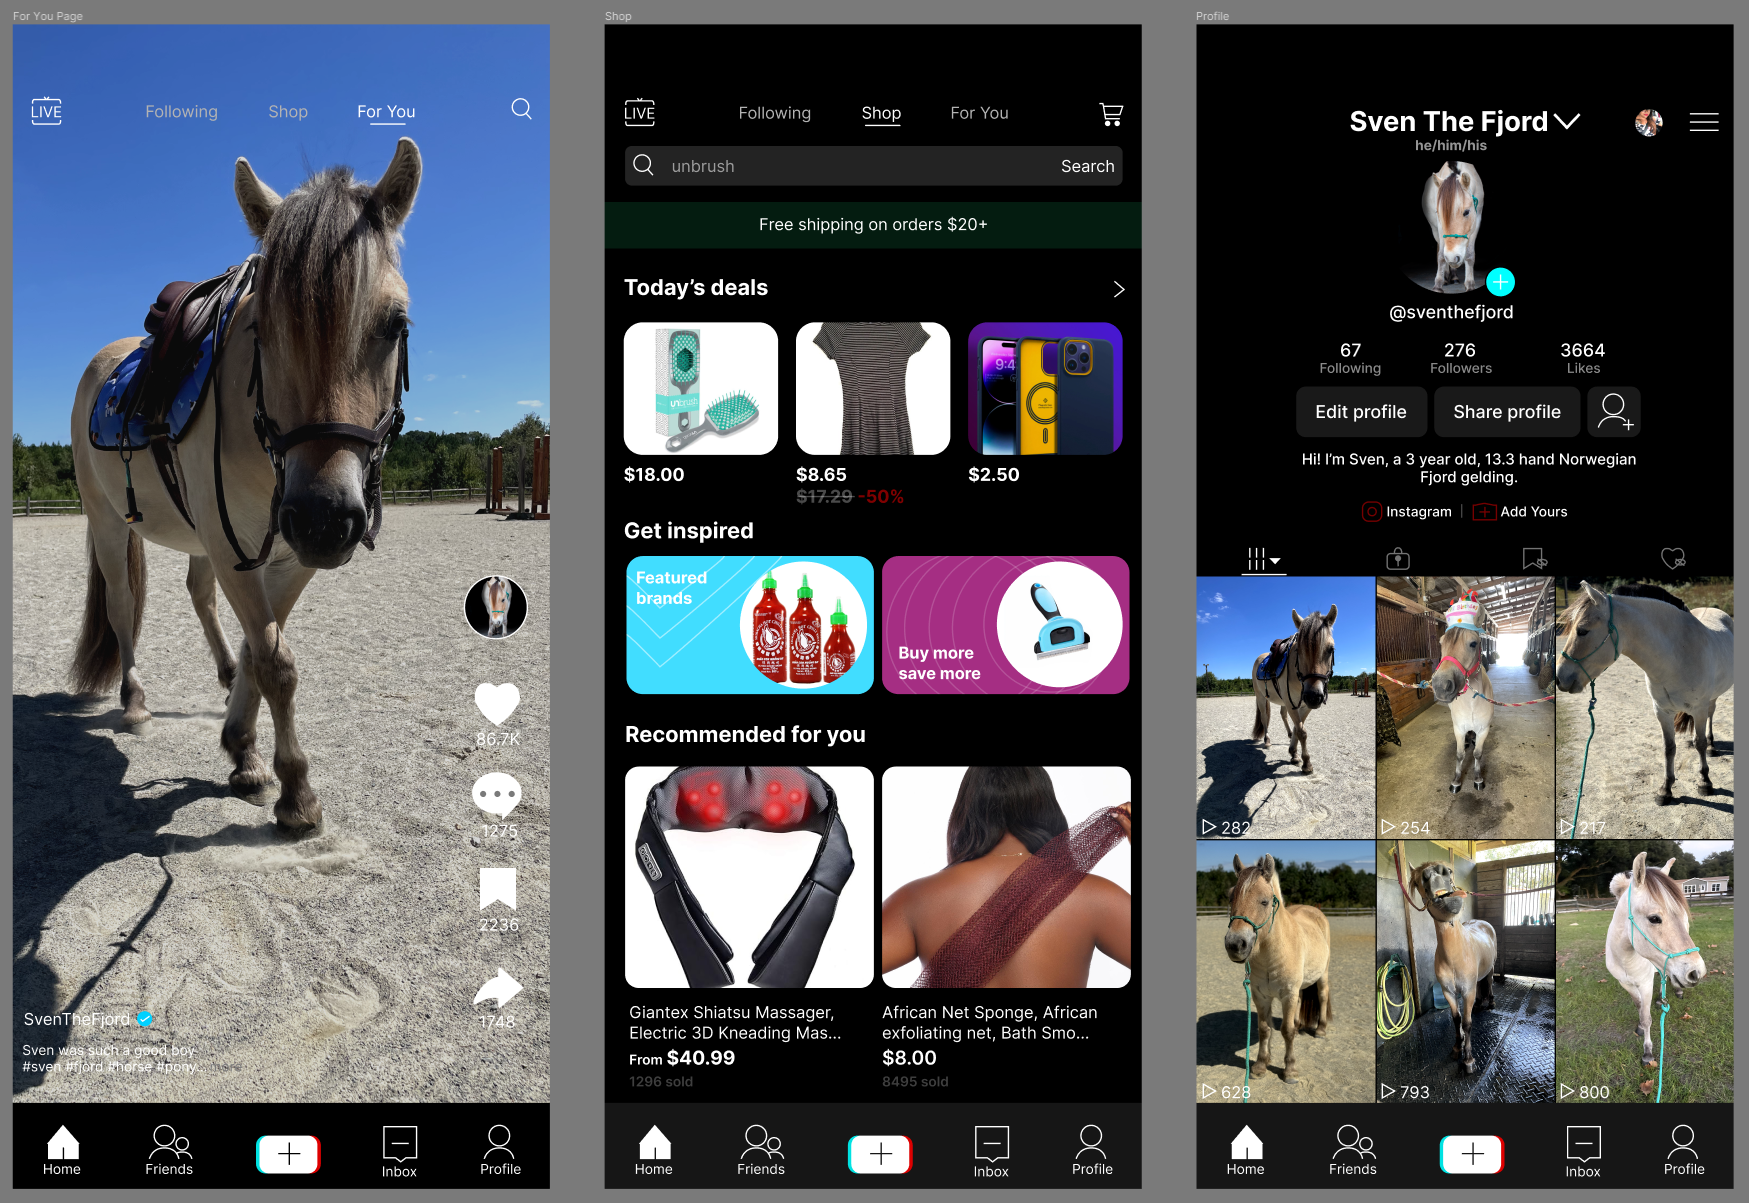 For You Page
LIVE
Following
Shop
For You
86.7K
1275
2236
1748
SvenTheFjord
Sven was such a good boy
#sven #fjord #horse #pony...
Home
Friends
Inbox
Profile
Shop
LIVE
Following
Shop
For You
unbrush
Search
Free shipping on orders $20+
Today's deals
unbrush
9:4
$18.00
$8.65
$2.50
$17.29 -50%
Get inspired
Featured
brands
Buy more
save more
Recommended for you
Giantex Shiatsu Massager,
Electric 3D Kneading Mas...
From $40.99
1296 sold
African Net Sponge, African
exfoliating net, Bath Smo...
$8.00
8495 sold
Home
Friends
Inbox
Profile
Profile
Sven The Fjord
he/him/his
@sventhefjord
67
Following
276
Followers
3664
Likes
Edit profile
Share profile
Hi! I'm Sven, a 3 year old, 13.3 hand Norwegian
Fjord gelding.
Instagram | Add Yours
Birthday
282
254
217
628
793
800
Home
Friends
Inbox
Profile